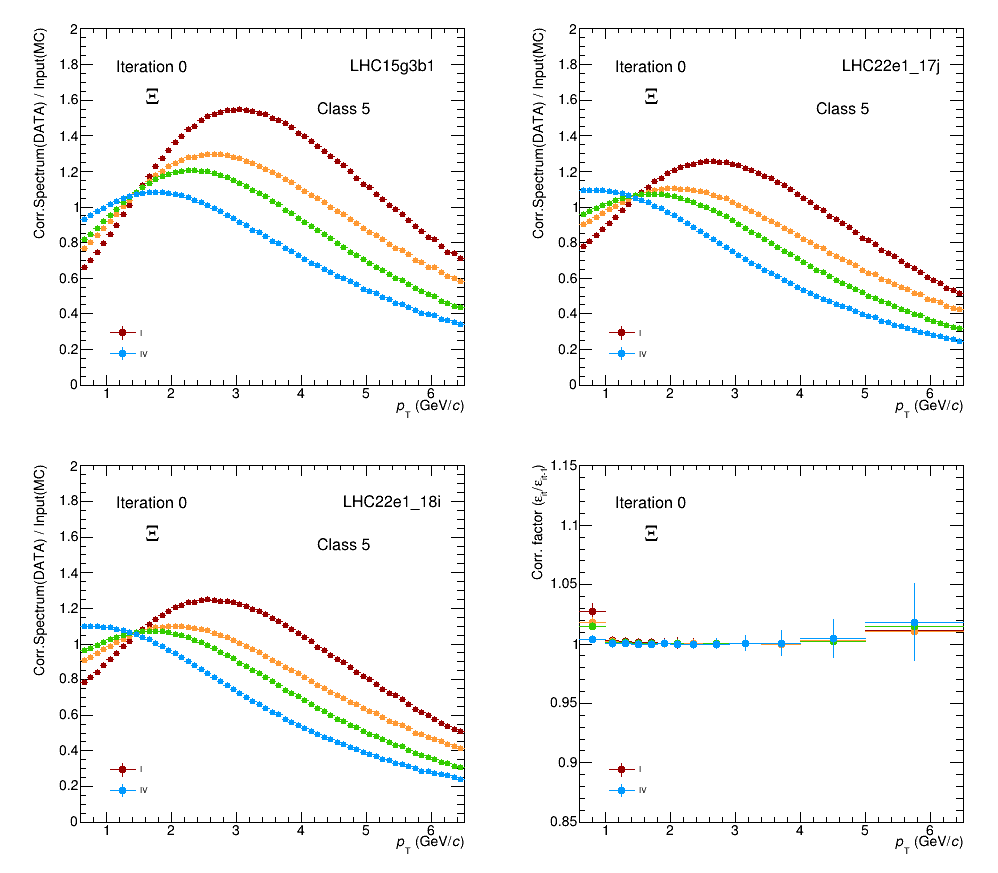 2
1.8
1.6
1.4
1.2
1
0.8
0.6
0.4
0.2
0
Corr.Spectrum(DATA) / Input(MC)
Iteration 0
LHC15g3b1
Ξ
Class 5
I
IV
1 2 3 4 5 6
p_T (GeV/c)
2
1.8
1.6
1.4
1.2
1
0.8
0.6
0.4
0.2
0
Corr.Spectrum(DATA) / Input(MC)
Iteration 0
LHC22e1_17j
Ξ
Class 5
I
IV
1 2 3 4 5 6
p_T (GeV/c)
2
1.8
1.6
1.4
1.2
1
0.8
0.6
0.4
0.2
0
Corr.Spectrum(DATA) / Input(MC)
Iteration 0
LHC22e1_18i
Ξ
Class 5
I
IV
1 2 3 4 5 6
p_T (GeV/c)
1.15
1.1
1.05
1
0.95
0.9
0.85
Corr. factor (ε_it/ε_it-1)
Iteration 0
Ξ
I
IV
1 2 3 4 5 6
p_T (GeV/c)